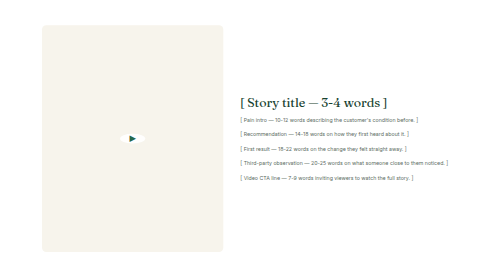 [ Story title — 3-4 words ]
[ Pain intro — 10-12 words describing the customer's condition before. ]
[ Recommendation — 14-18 words on how they first heard about it. ]
[ First result — 18-22 words on the change they felt straight away. ]
[ Third-party observation — 20-25 words on what someone close to them noticed. ]
[ Video CTA line — 7-9 words inviting viewers to watch the full story. ]